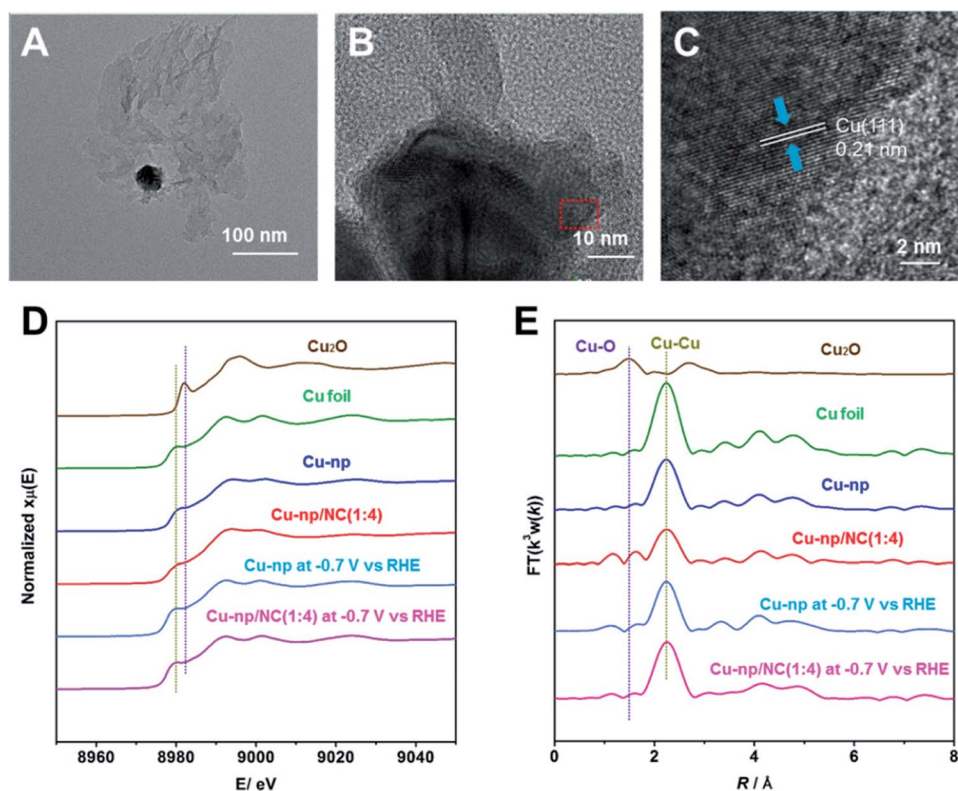 A
100 nm
B
10 nm
C
Cu(111)
0.21 nm
2 nm
D
Cu₂O
Cu foil
Cu-np
Cu-np/NC(1:4)
Cu-np at -0.7 V vs RHE
Cu-np/NC(1:4) at -0.7 V vs RHE
Normalized xμ(E)
8960 8980 9000 9020 9040
E/ eV
E
Cu-O Cu-Cu Cu₂O
Cu foil
Cu-np
Cu-np/NC(1:4)
Cu-np at -0.7 V vs RHE
Cu-np/NC(1:4) at -0.7 V vs RHE
FT(k³w(k))
0 2 4 6 8
R / Å